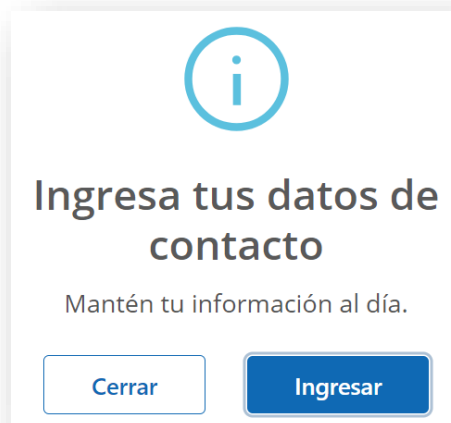 Ingresa tus datos de
contacto
Mantén tu información al día.
Cerrar
Ingresar